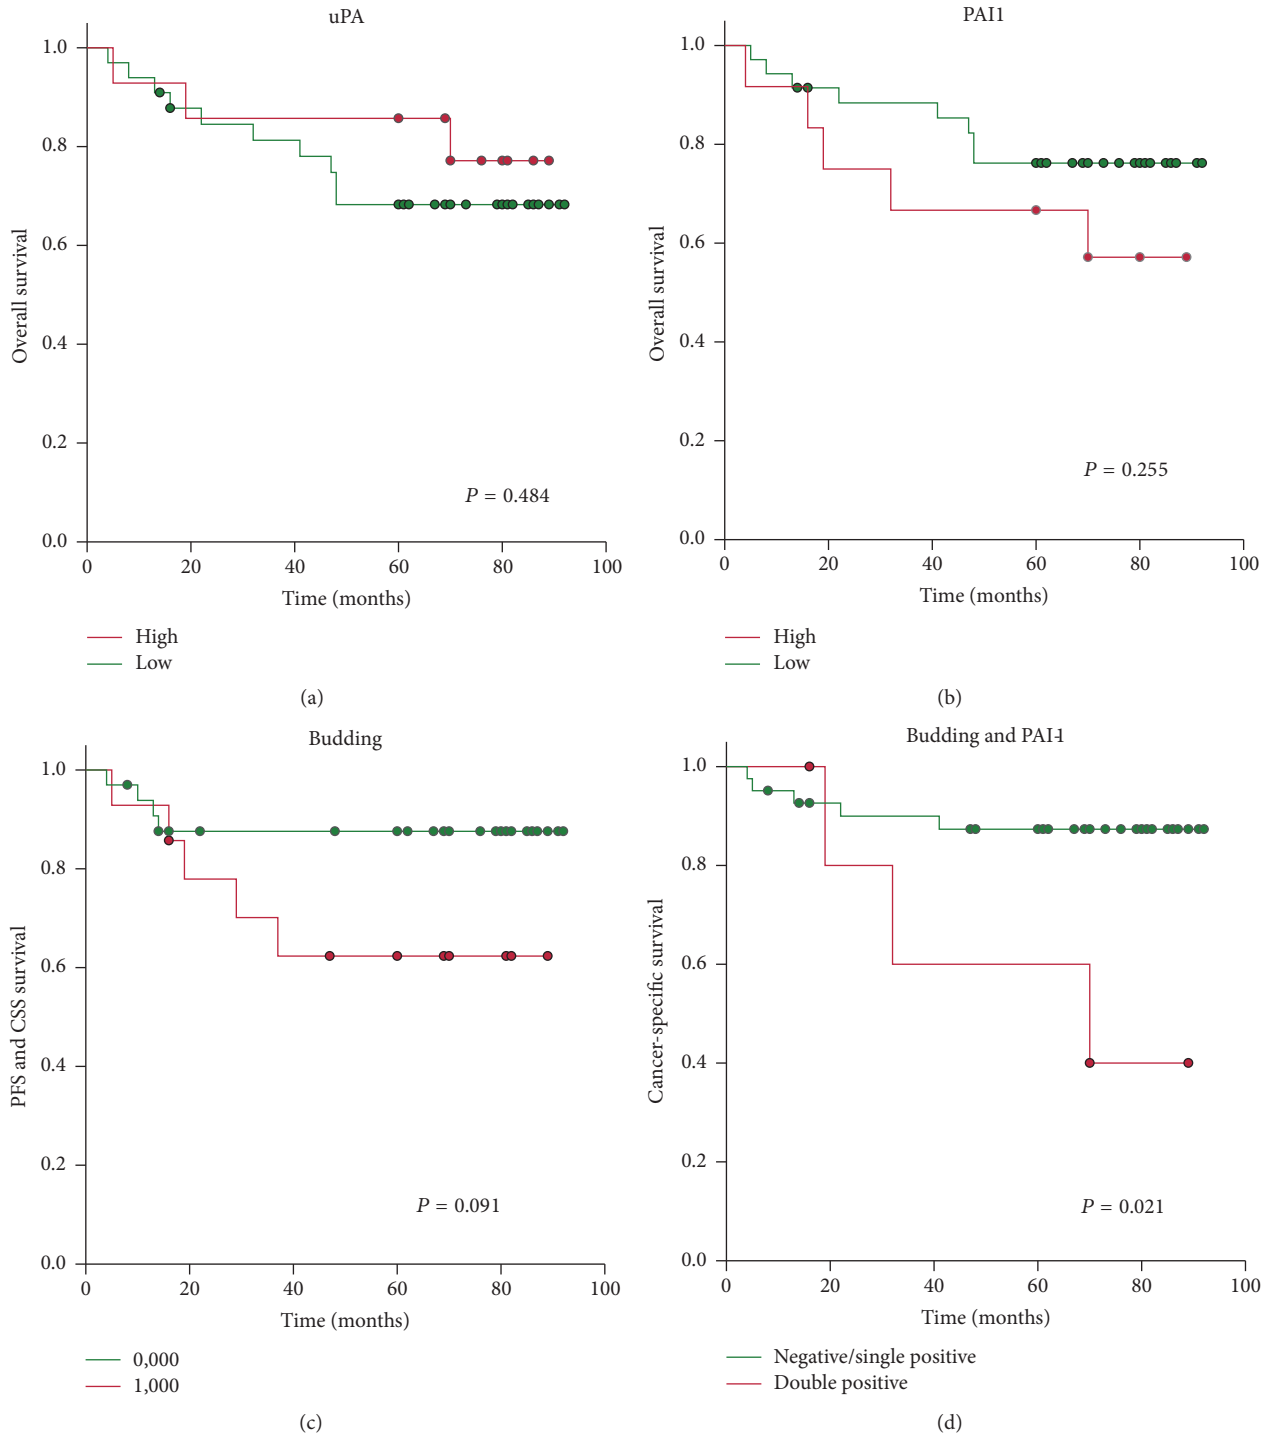 uPA
1.0
0.8
0.6
0.4
0.2
0.0
Overall survival
P = 0.484
0 20 40 60 80 100
Time (months)
High
Low
(a)
PAI1
1.0
0.8
0.6
0.4
0.2
0.0
Overall survival
P = 0.255
0 20 40 60 80 100
Time (months)
High
Low
(b)
Budding
1.0
0.8
0.6
0.4
0.2
0.0
PFS and CSS survival
P = 0.091
0 20 40 60 80 100
Time (months)
0,000
1,000
(c)
Budding and PAI-1
1.0
0.8
0.6
0.4
0.2
0.0
Cancer-specific survival
P = 0.021
0 20 40 60 80 100
Time (months)
Negative/single positive
Double positive
(d)